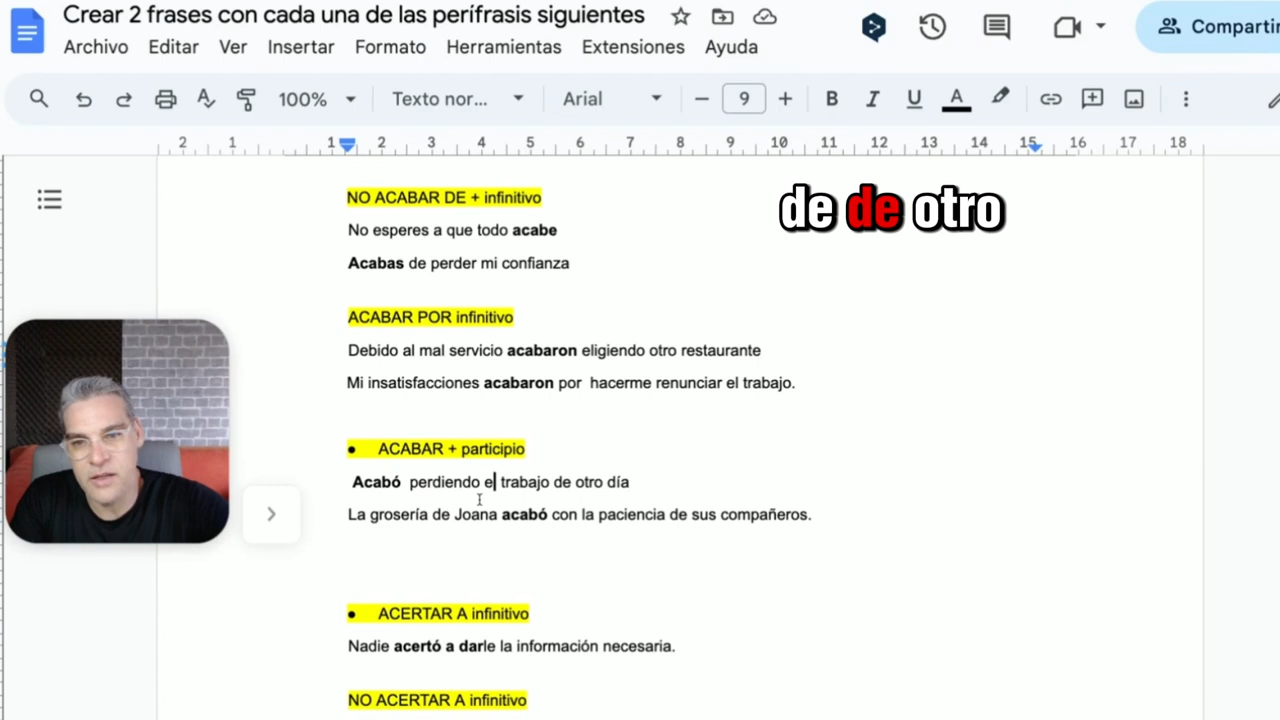 Crear 2 frases con cada una de las perífrasis siguientes
Archivo Editar Ver Insertar Formato Herramientas Extensiones Ayuda
Compartir
100% Texto nor... Arial 9 B I U A
2 1 1 2 3 4 5 6 7 8 9 10 11 12 13 14 15 16 17 18
NO ACABAR DE + infinitivo
de de otro
No esperes a que todo acabe
Acabas de perder mi confianza
ACABAR POR infinitivo
Debido al mal servicio acabaron eligiendo otro restaurante
Mi insatisfacciones acabaron por hacerme renunciar el trabajo.
● ACABAR + participio
Acabó perdiendo el trabajo de otro día
La grosería de Joana acabó con la paciencia de sus compañeros.
● ACERTAR A infinitivo
Nadie acertó a darle la información necesaria.
NO ACERTAR A infinitivo